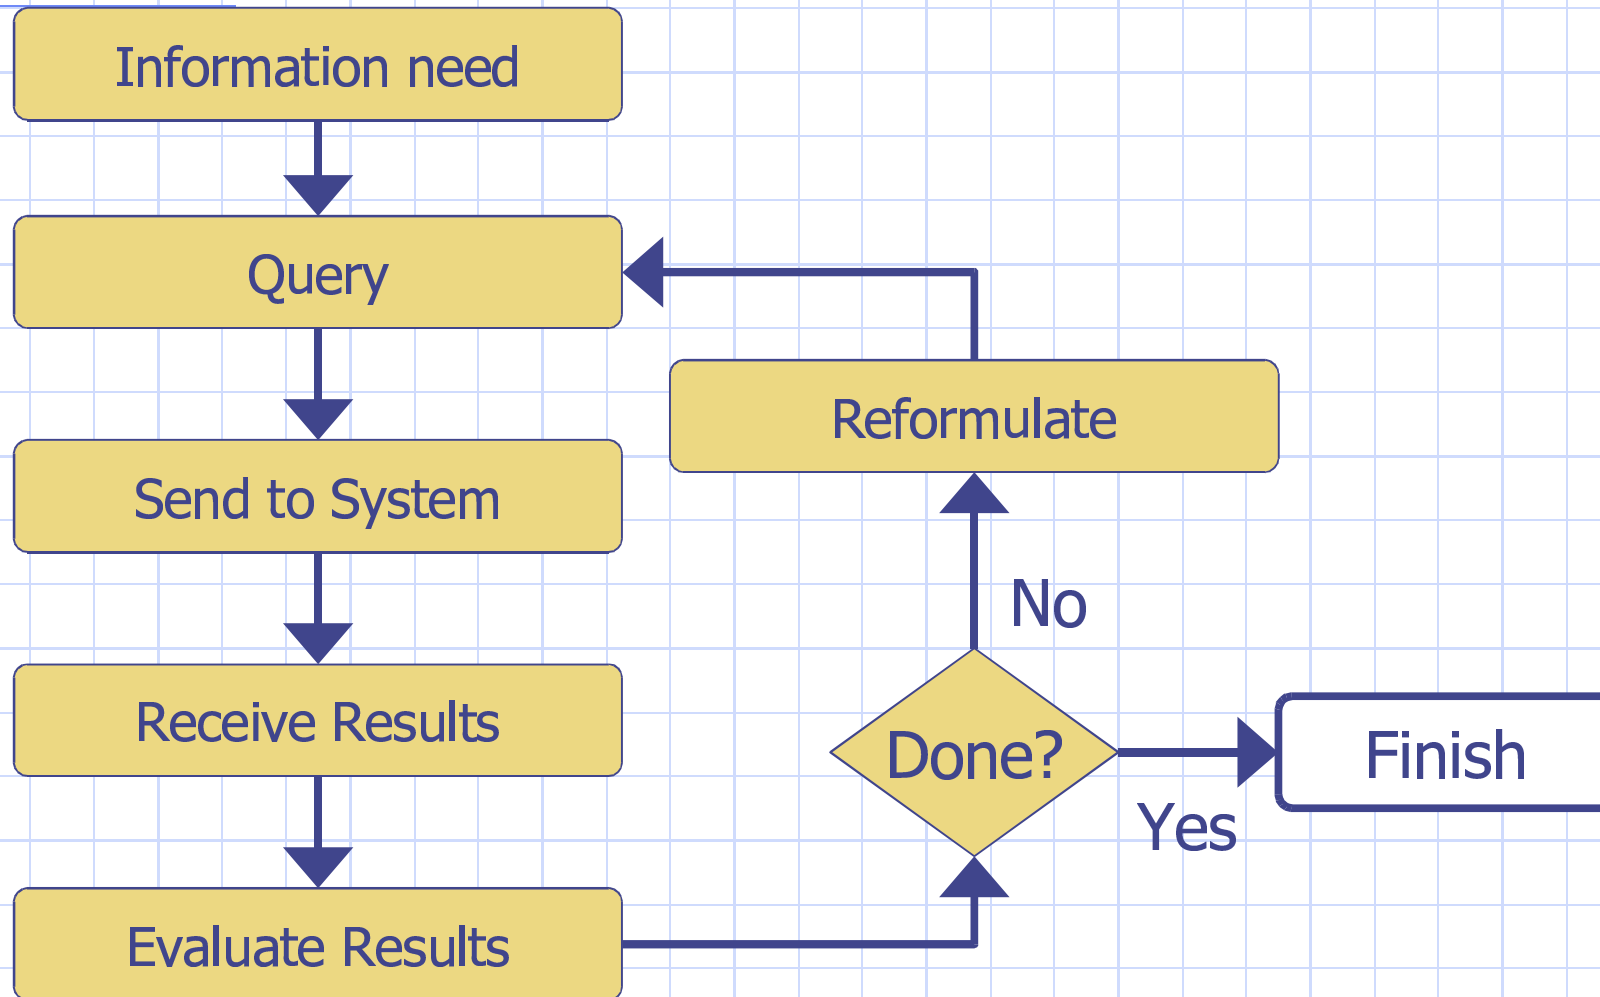 Information need
Query
Reformulate
Send to System
No
Receive Results
Done?
Finish
Yes
Evaluate Results